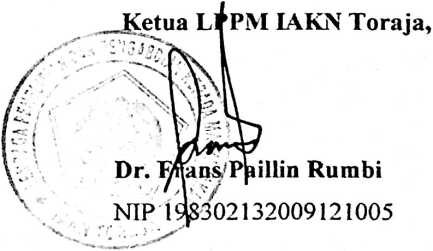 Ketua LPPM IAKN Toraja,
Dr. Frans Paillin Rumbi
NIP 198302132009121005